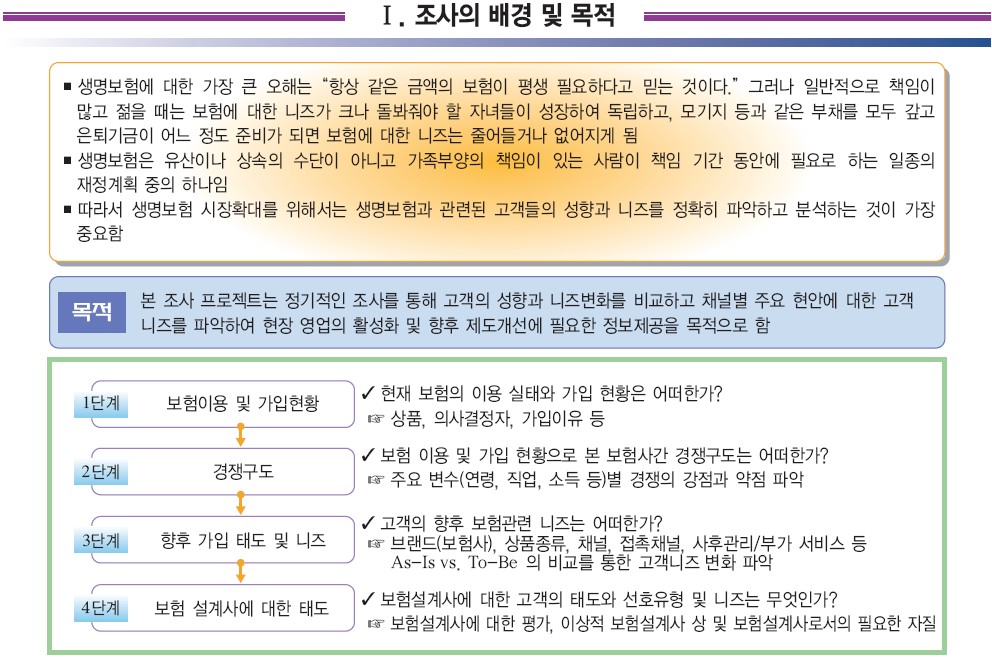 Ⅰ. 조사의 배경 및 목적
■ 생명보험에 대한 가장 큰 오해는 “항상 같은 금액의 보험이 평생 필요하다고 믿는 것이다.” 그러나 일반적으로 책임이
많고 젊을 때는 보험에 대한 니즈가 크나 돌봐줘야 할 자녀들이 성장하여 독립하고, 모기지 등과 같은 부채를 모두 갚고
은퇴기금이 어느 정도 준비가 되면 보험에 대한 니즈는 줄어들거나 없어지게 됨
■ 생명보험은 유산이나 상속의 수단이 아니고 가족부양의 책임이 있는 사람이 책임 기간 동안에 필요로 하는 일종의
재정계획 중의 하나임
■ 따라서 생명보험 시장확대를 위해서는 생명보험과 관련된 고객들의 성향과 니즈를 정확히 파악하고 분석하는 것이 가장
중요함
목적
본 조사 프로젝트는 정기적인 조사를 통해 고객의 성향과 니즈변화를 비교하고 채널별 주요 현안에 대한 고객
니즈를 파악하여 현장 영업의 활성화 및 향후 제도개선에 필요한 정보제공을 목적으로 함
1단계
보험이용 및 가입현황
✓ 현재 보험의 이용 실태와 가입 현황은 어떠한가?
☞ 상품, 의사결정자, 가입이유 등
2단계
경쟁구도
✓ 보험 이용 및 가입 현황으로 본 보험사간 경쟁구도는 어떠한가?
☞ 주요 변수(연령, 직업, 소득 등)별 경쟁의 강점과 약점 파악
3단계
향후 가입 태도 및 니즈
✓ 고객의 향후 보험관련 니즈는 어떠한가?
☞ 브랜드(보험사), 상품종류, 채널, 접촉채널, 사후관리/부가 서비스 등
As-Is vs. To-Be 의 비교를 통한 고객니즈 변화 파악
4단계
보험 설계사에 대한 태도
✓ 보험설계사에 대한 고객의 태도와 선호유형 및 니즈는 무엇인가?
☞ 보험설계사에 대한 평가, 이상적 보험설계사 상 및 보험설계사로서의 필요한 자질